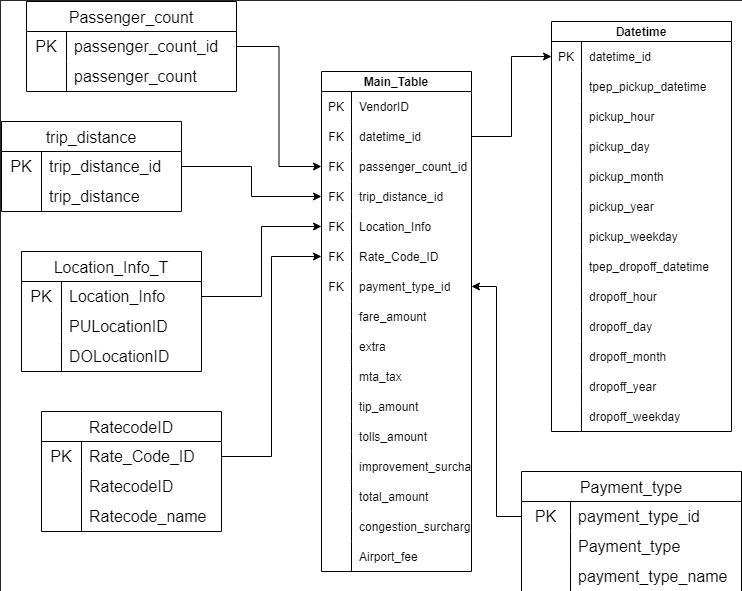 Passenger_count
PK passenger_count_id
passenger_count
trip_distance
PK trip_distance_id
trip_distance
Location_Info_T
PK Location_Info
PULocationID
DOLocationID
RatecodeID
PK Rate_Code_ID
RatecodeID
Ratecode_name
Main_Table
PK VendorID
FK datetime_id
FK passenger_count_id
FK trip_distance_id
FK Location_Info
FK Rate_Code_ID
FK payment_type_id
fare_amount
extra
mta_tax
tip_amount
tolls_amount
improvement_surcha
total_amount
congestion_surcharg
Airport_fee
Datetime
PK datetime_id
tpep_pickup_datetime
pickup_hour
pickup_day
pickup_month
pickup_year
pickup_weekday
tpep_dropoff_datetime
dropoff_hour
dropoff_day
dropoff_month
dropoff_year
dropoff_weekday
Payment_type
PK payment_type_id
Payment_type
payment_type_name